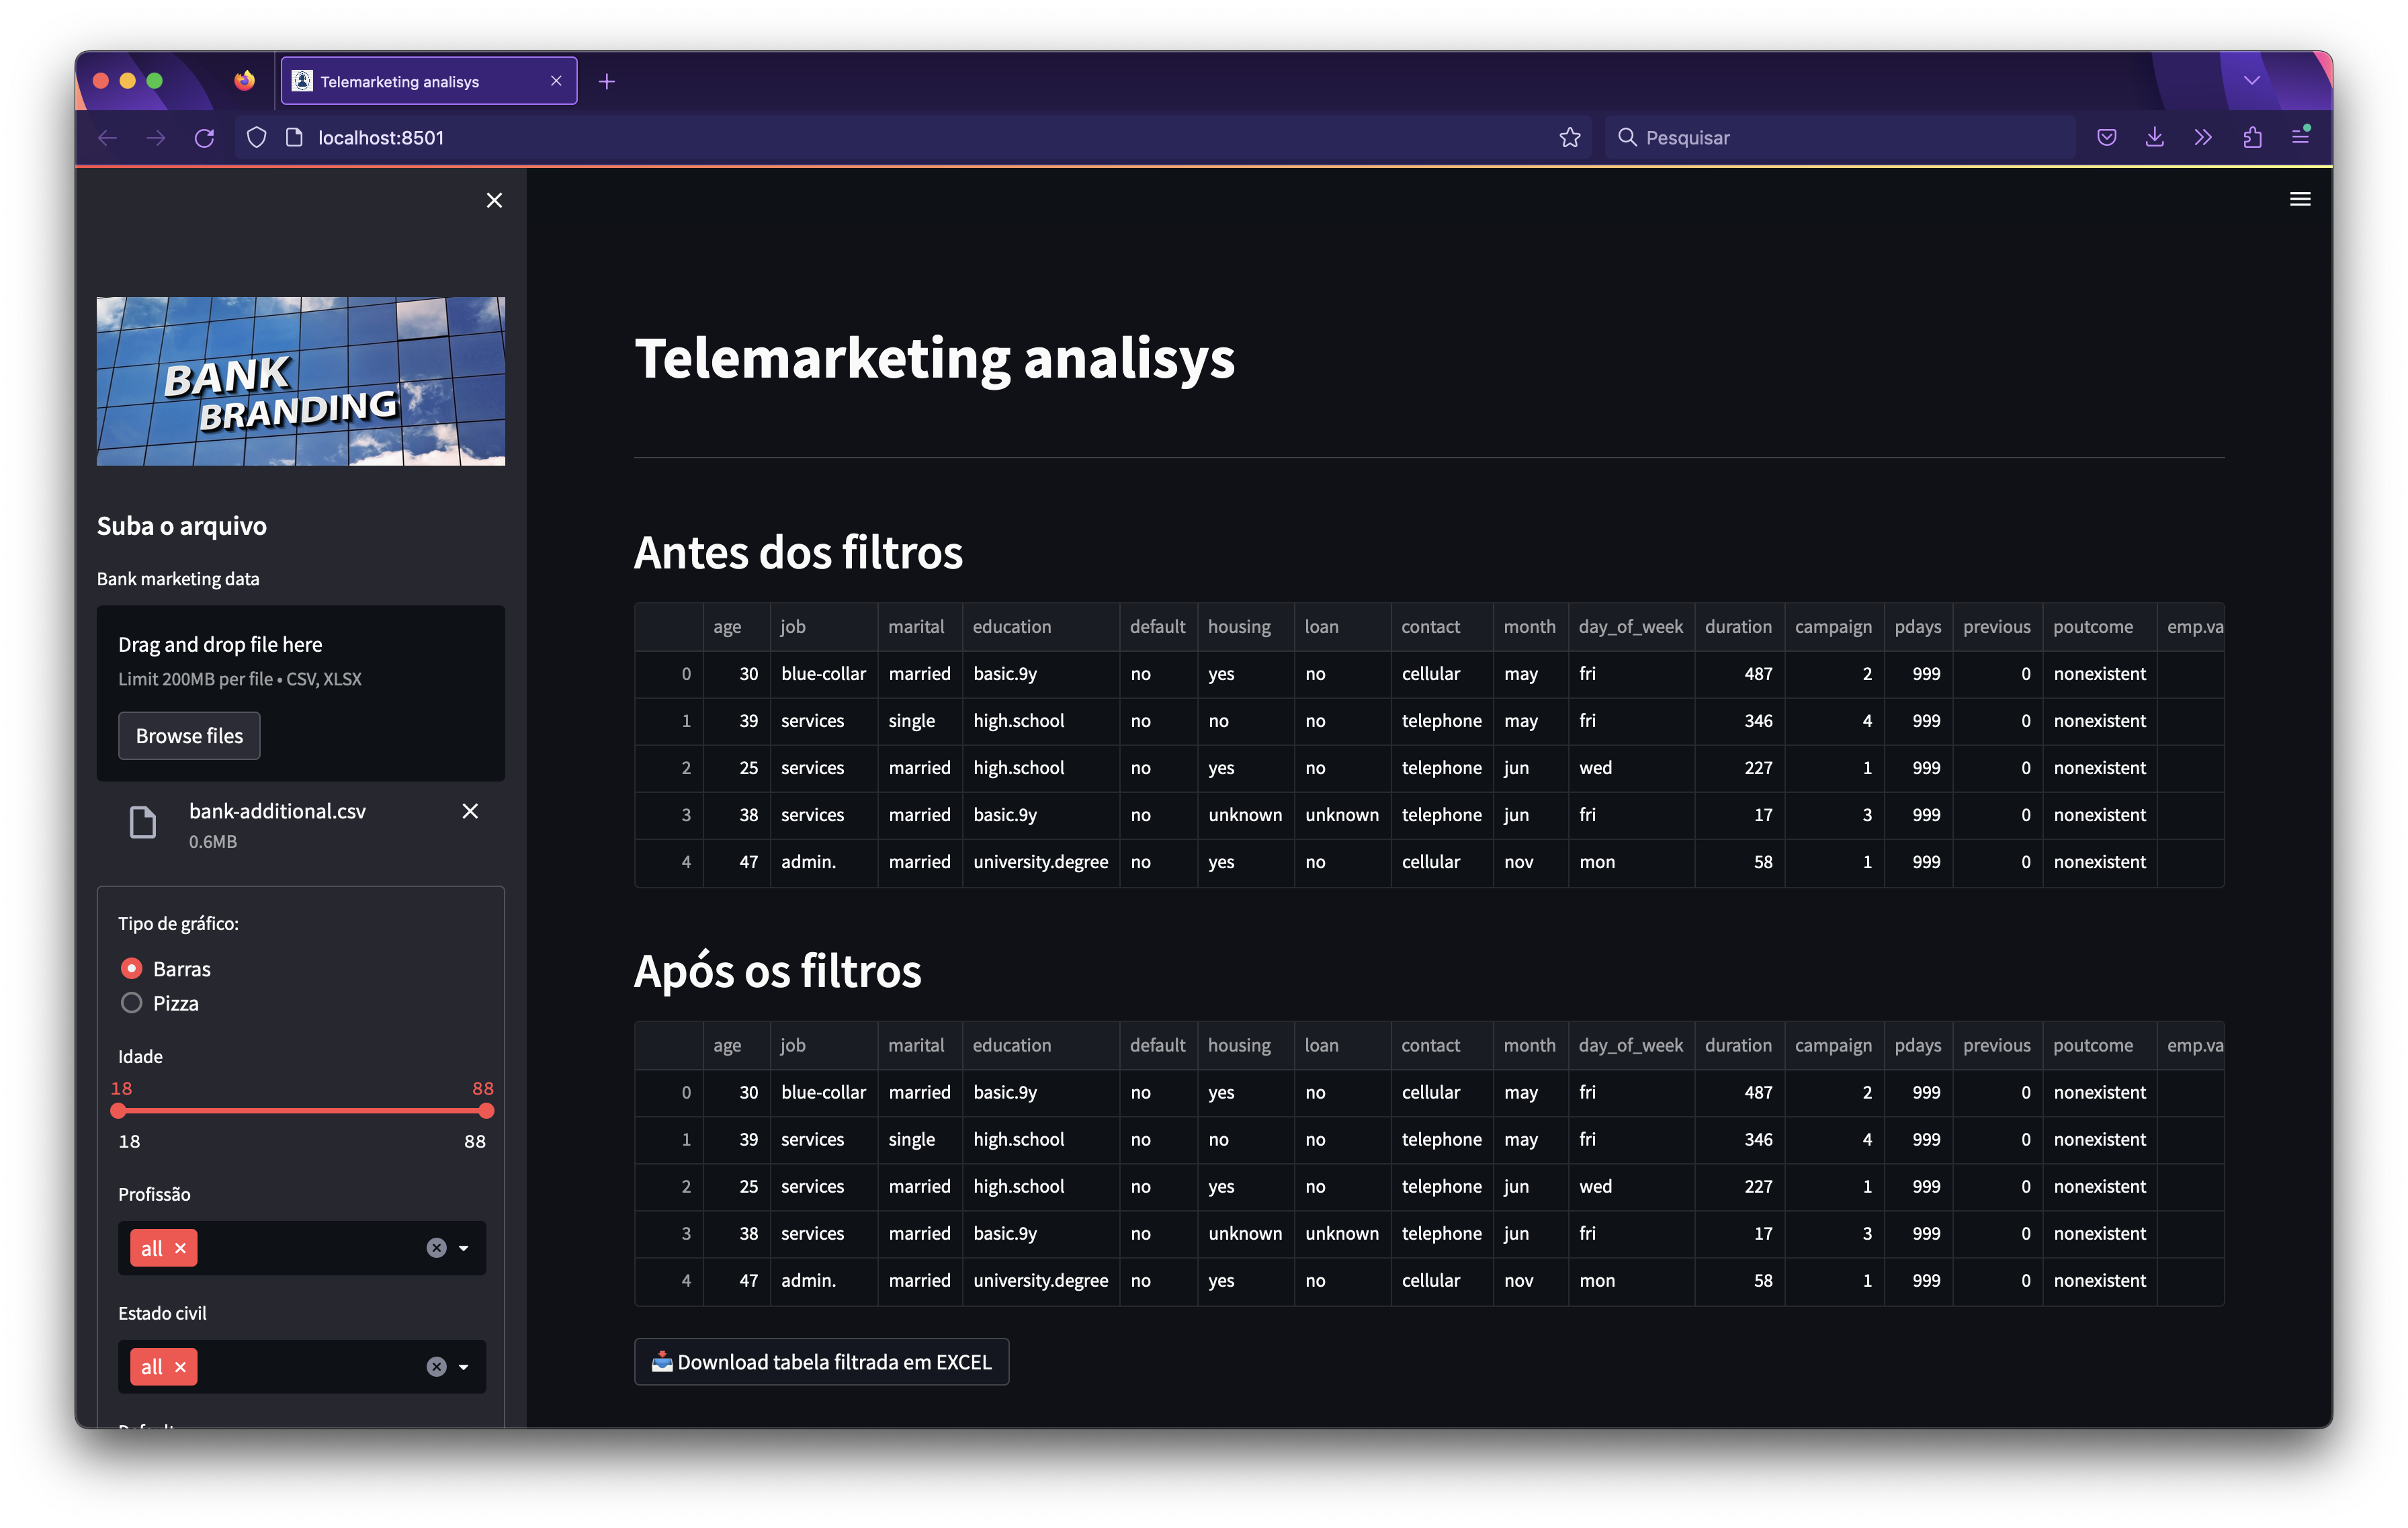 Telemarketing analisys
localhost:8501
Pesquisar
BANK
BRANDING
Suba o arquivo
Bank marketing data
Drag and drop file here
Limit 200MB per file • CSV, XLSX
Browse files
bank-additional.csv
0.6MB
Tipo de gráfico:
Barras
Pizza
Idade
18 88
18 88
Profissão
all
Estado civil
all
Telemarketing analisys
Antes dos filtros
age job marital education default housing loan contact month day_of_week duration campaign pdays previous poutcome emp.va
0 30 blue-collar married basic.9y no yes no cellular may fri 487 2 999 0 nonexistent
1 39 services single high.school no no no telephone may fri 346 4 999 0 nonexistent
2 25 services married high.school no yes no telephone jun wed 227 1 999 0 nonexistent
3 38 services married basic.9y no unknown unknown telephone jun fri 17 3 999 0 nonexistent
4 47 admin. married university.degree no yes no cellular nov mon 58 1 999 0 nonexistent
Após os filtros
age job marital education default housing loan contact month day_of_week duration campaign pdays previous poutcome emp.va
0 30 blue-collar married basic.9y no yes no cellular may fri 487 2 999 0 nonexistent
1 39 services single high.school no no no telephone may fri 346 4 999 0 nonexistent
2 25 services married high.school no yes no telephone jun wed 227 1 999 0 nonexistent
3 38 services married basic.9y no unknown unknown telephone jun fri 17 3 999 0 nonexistent
4 47 admin. married university.degree no yes no cellular nov mon 58 1 999 0 nonexistent
Download tabela filtrada em EXCEL